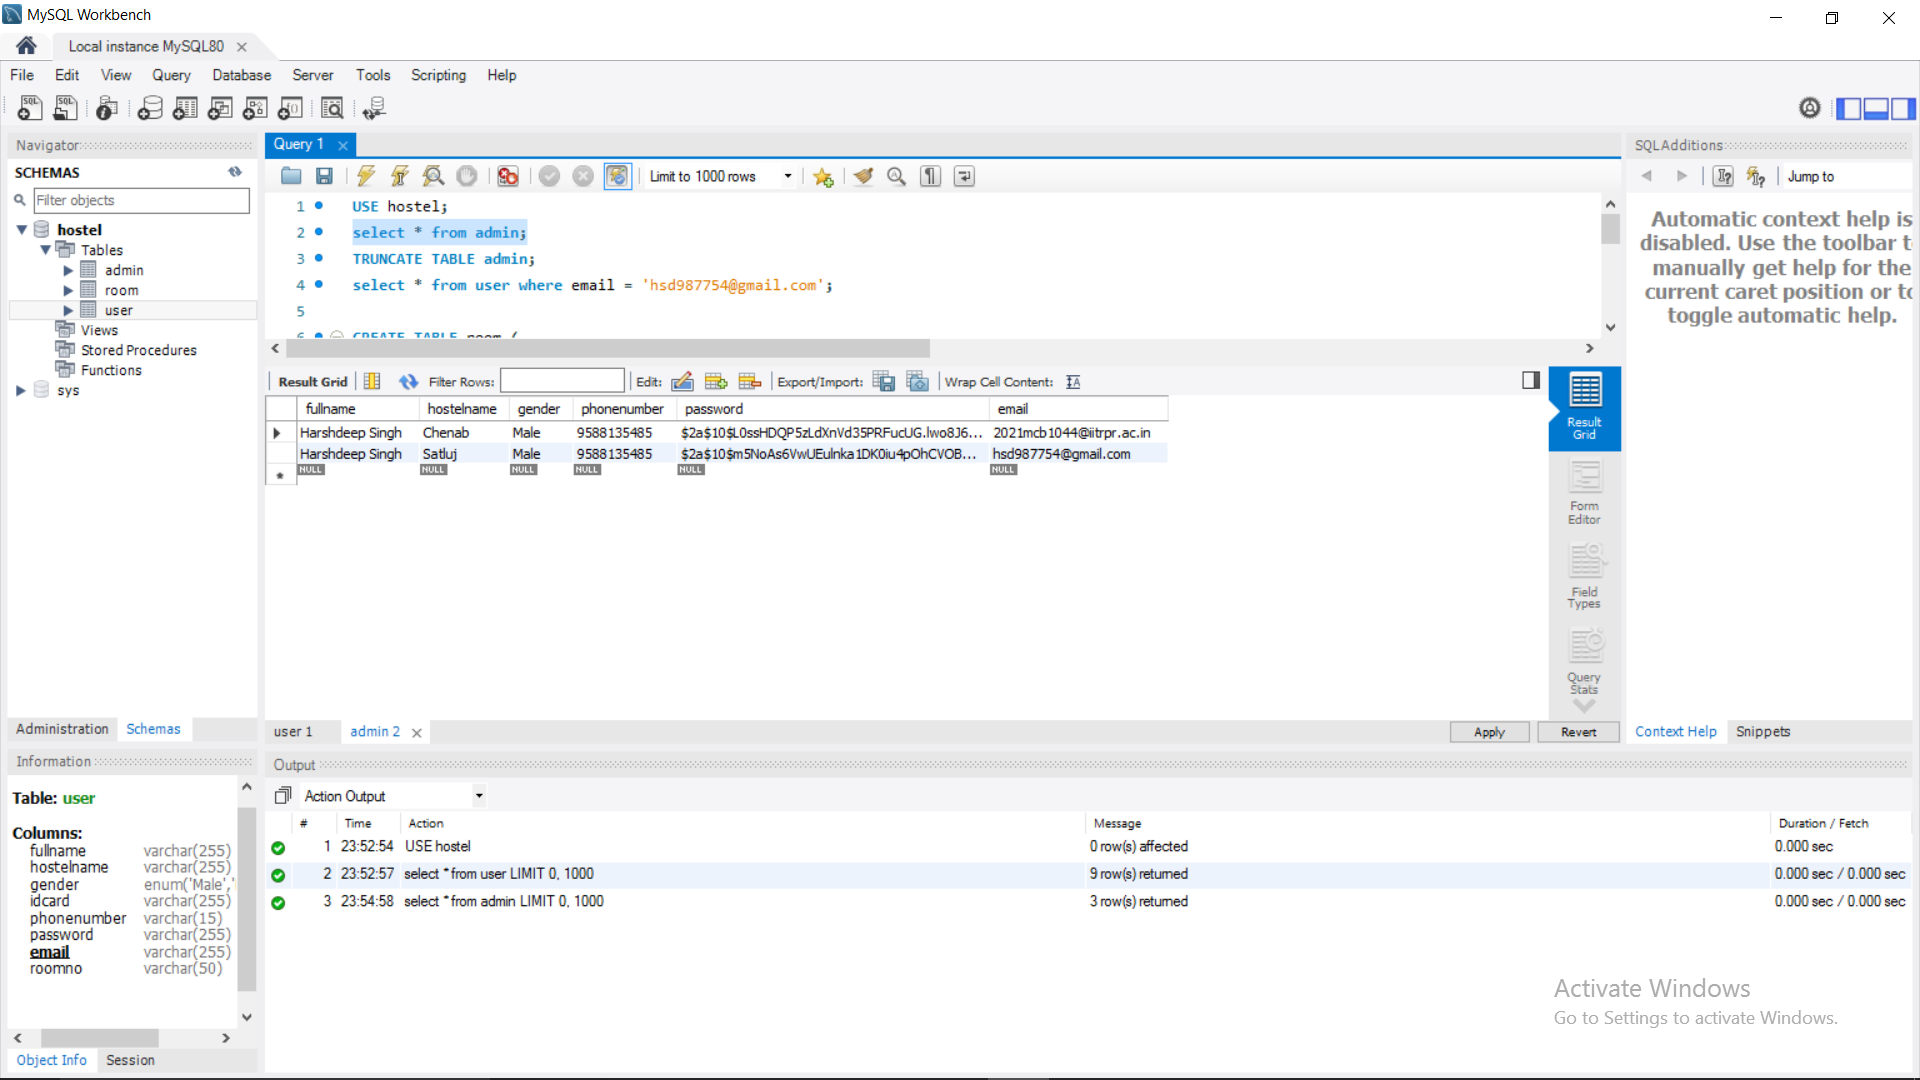 MySQL Workbench
Local instance MySQL80
File Edit View Query Database Server Tools Scripting Help
Navigator
SCHEMAS
Filter objects
hostel
Tables
admin
room
user
Views
Stored Procedures
Functions
sys
Administration Schemas
Information
Table: user
Columns:
fullname varchar(255)
hostelname varchar(255)
gender enum('Male','
idcard varchar(255)
phonenumber varchar(15)
password varchar(255)
email varchar(255)
roomno varchar(50)
Object Info Session
Query 1
Limit to 1000 rows
1 USE hostel;
2 select * from admin;
3 TRUNCATE TABLE admin;
4 select * from user where email = 'hsd987754@gmail.com';
5
6 CREATE TABLE room (
Result Grid Filter Rows: Edit: Export/Import: Wrap Cell Content:
fullname hostelname gender phonenumber password email
Harshdeep Singh Chenab Male 9588135485 $2a$10$L0ssHDQP5zLdXnVd35PRFucUG.lwo8J6... 2021mcb1044@iitrpr.ac.in
Harshdeep Singh Satluj Male 9588135485 $2a$10$m5NoAs6VwUEulnka1DK0iu4pOhCVOB... hsd987754@gmail.com
NULL NULL NULL NULL NULL NULL
Result Grid
Form Editor
Field Types
Query Stats
user 1 admin 2
Apply Revert
Output
Action Output
# Time Action Message Duration / Fetch
1 23:52:54 USE hostel 0 row(s) affected 0.000 sec
2 23:52:57 select * from user LIMIT 0, 1000 9 row(s) returned 0.000 sec / 0.000 sec
3 23:54:58 select * from admin LIMIT 0, 1000 3 row(s) returned 0.000 sec / 0.000 sec
SQLAdditions
Jump to
Automatic context help is
disabled. Use the toolbar t
manually get help for the
current caret position or to
toggle automatic help.
Context Help Snippets
Activate Windows
Go to Settings to activate Windows.